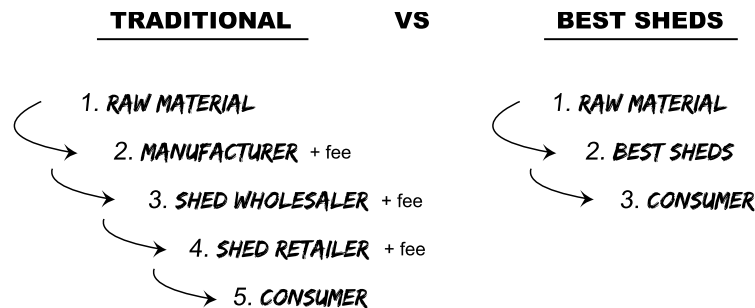 TRADITIONAL VS BEST SHEDS
1. RAW MATERIAL
2. MANUFACTURER + fee
3. SHED WHOLESALER + fee
4. SHED RETAILER + fee
5. CONSUMER
1. RAW MATERIAL
2. BEST SHEDS
3. CONSUMER